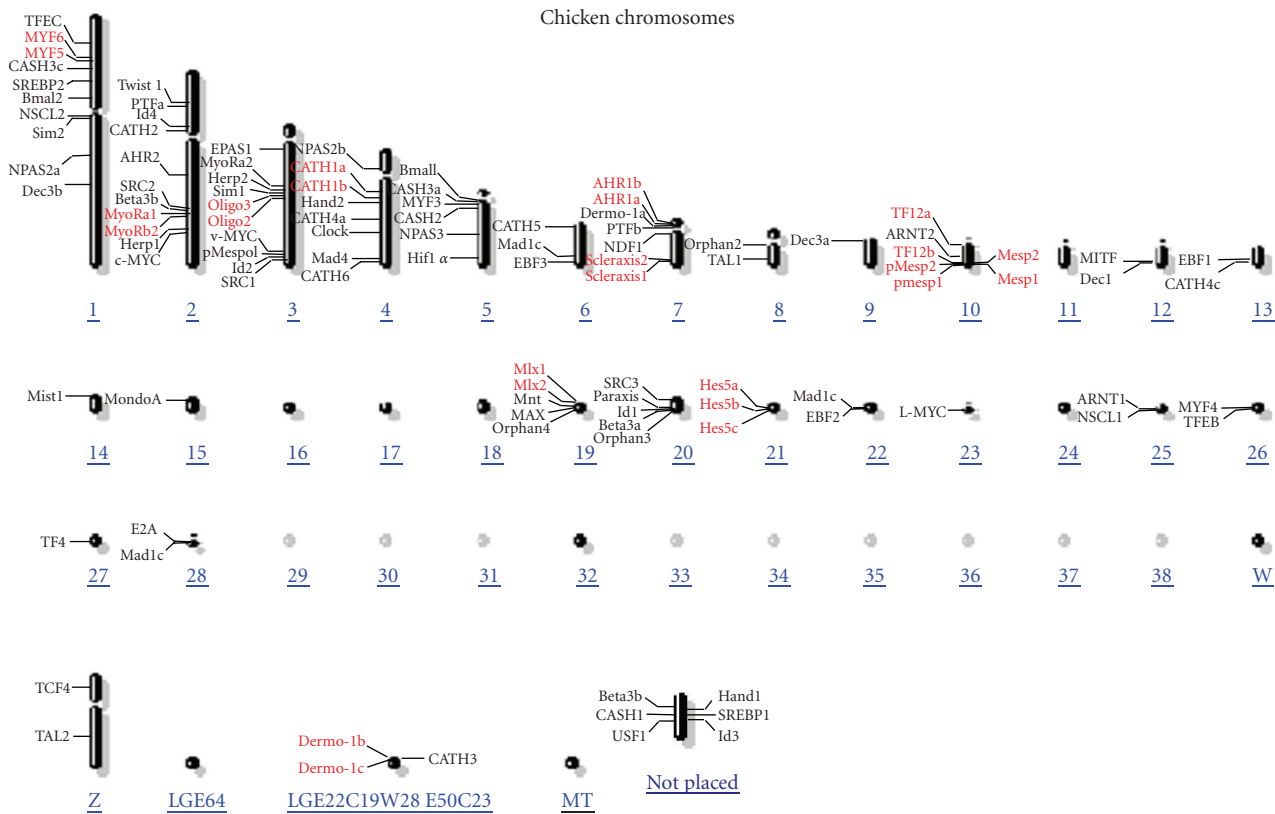 Chicken chromosomes
TFEC
MYF6
MYF5
CASH3c
SREBP2
Bmal2
NSCL2
Sim2
NPAS2a
Dec3b
1
Twist 1
PTFa
Id4
CATH2
AHR2
SRC2
Beta3b
MyoRa1
MyoRb2
Herp1
c-MYC
2
EPAS1
MyoRa2
Herp2
Sim1
Oligo3
Oligo2
v-MYC
pMespo1
Id2
SRC1
3
NPAS2b
CATH1a
CATH1b
Hand2
CATH4a
Clock
Mad4
CATH6
4
Bmall
CASH3a
MYF3
CASH2
NPAS3
Hif1 α
5
CATH5
Mad1c
EBF3
6
AHR1b
AHR1a
Dermo-1a
PTFb
NDF1
Scleraxis2
Scleraxis1
7
Orphan2
TAL1
8
Dec3a
9
TF12a
ARNT2
TF12b
pMesp2
pmesp1
Mesp2
Mesp1
10
11
MITF
Dec1
12
EBF1
CATH4c
13
Mist1
14
MondoA
15
16
17
18
Mlx1
Mlx2
Mnt
MAX
Orphan4
19
SRC3
Paraxis
Id1
Beta3a
Orphan3
20
Hes5a
Hes5b
Hes5c
21
Mad1c
EBF2
22
L-MYC
23
24
ARNT1
NSCL1
25
MYF4
TFEB
26
TF4
27
E2A
Mad1c
28
29
30
31
32
33
34
35
36
37
38
W
TCF4
TAL2
Z
LGE64
Dermo-1b
Dermo-1c
CATH3
LGE22C19W28 E50C23
MT
Beta3b
CASH1
USF1
Hand1
SREBP1
Id3
Not placed